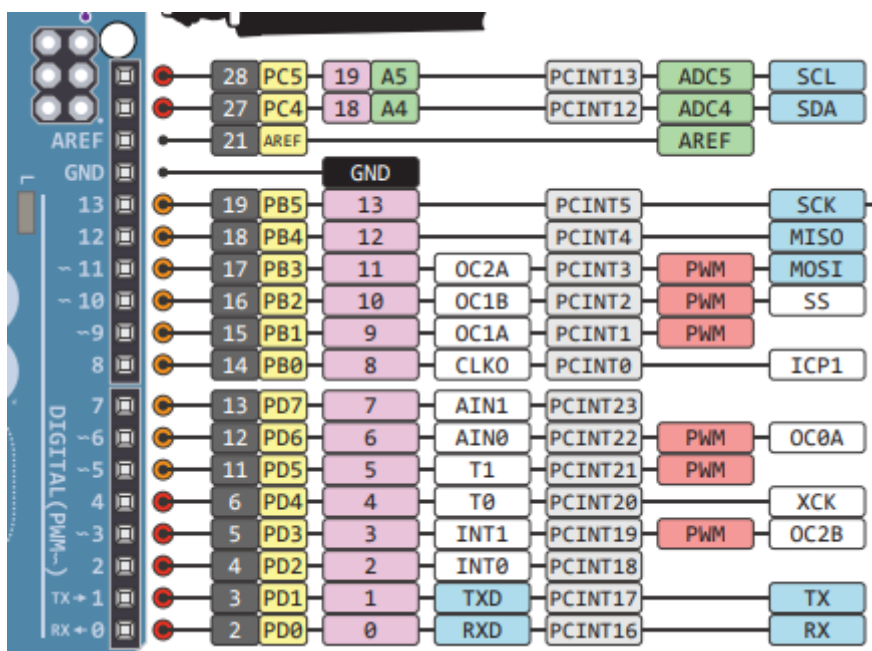 28 PC5 19 A5 PCINT13 ADC5 SCL
27 PC4 18 A4 PCINT12 ADC4 SDA
AREF 21 AREF AREF
GND GND
L
13 19 PB5 13 PCINT5 SCK
12 18 PB4 12 PCINT4 MISO
~11 17 PB3 11 OC2A PCINT3 PWM MOSI
~10 16 PB2 10 OC1B PCINT2 PWM SS
~9 15 PB1 9 OC1A PCINT1 PWM
8 14 PB0 8 CLKO PCINT0 ICP1
7 13 PD7 7 AIN1 PCINT23
~6 12 PD6 6 AIN0 PCINT22 PWM OC0A
~5 11 PD5 5 T1 PCINT21 PWM
4 6 PD4 4 T0 PCINT20 XCK
~3 5 PD3 3 INT1 PCINT19 PWM OC2B
2 4 PD2 2 INT0 PCINT18
TX→1 3 PD1 1 TXD PCINT17 TX
RX←0 2 PD0 0 RXD PCINT16 RX
DIGITAL (PWM~)